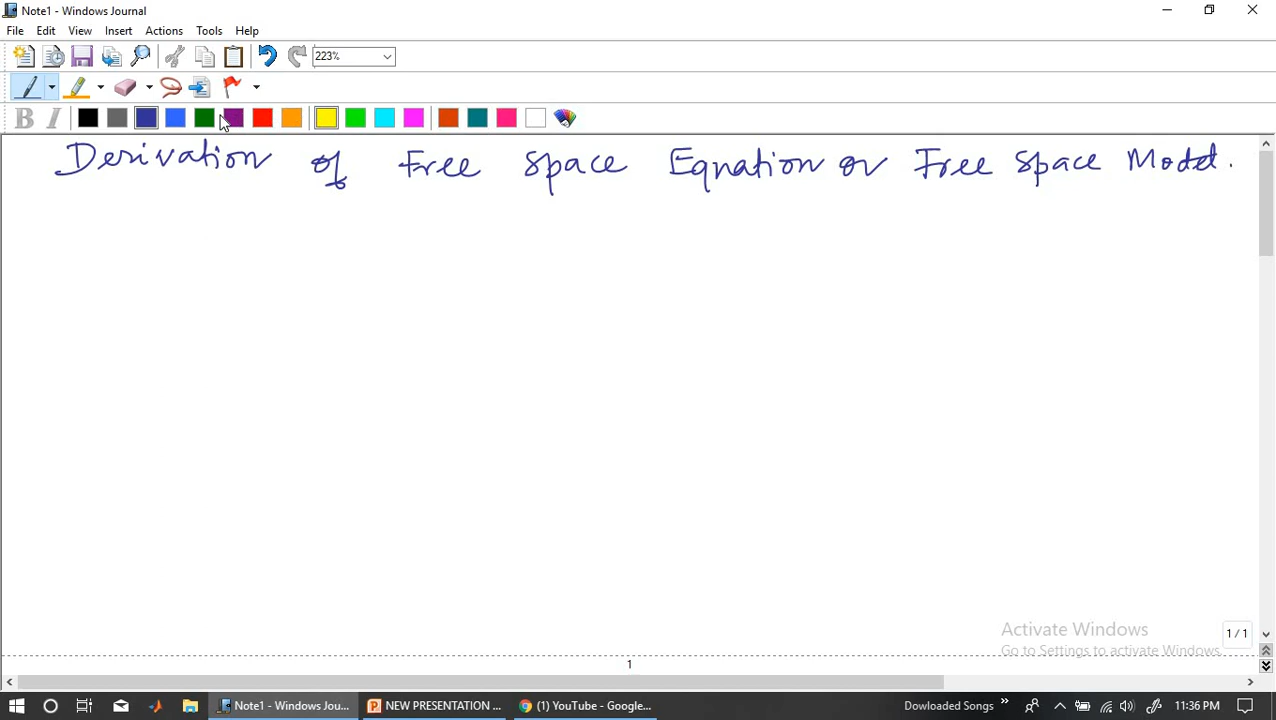 Note1 - Windows Journal
File Edit View Insert Actions Tools Help
223%
B I
Derivation of Free Space Equation or Free Space Model.
Activate Windows
Go to Settings to activate Windows.
1 / 1
1
Note1 - Windows Jou... NEW PRESENTATION ... (1) YouTube - Google... Dowloaded Songs 11:36 PM